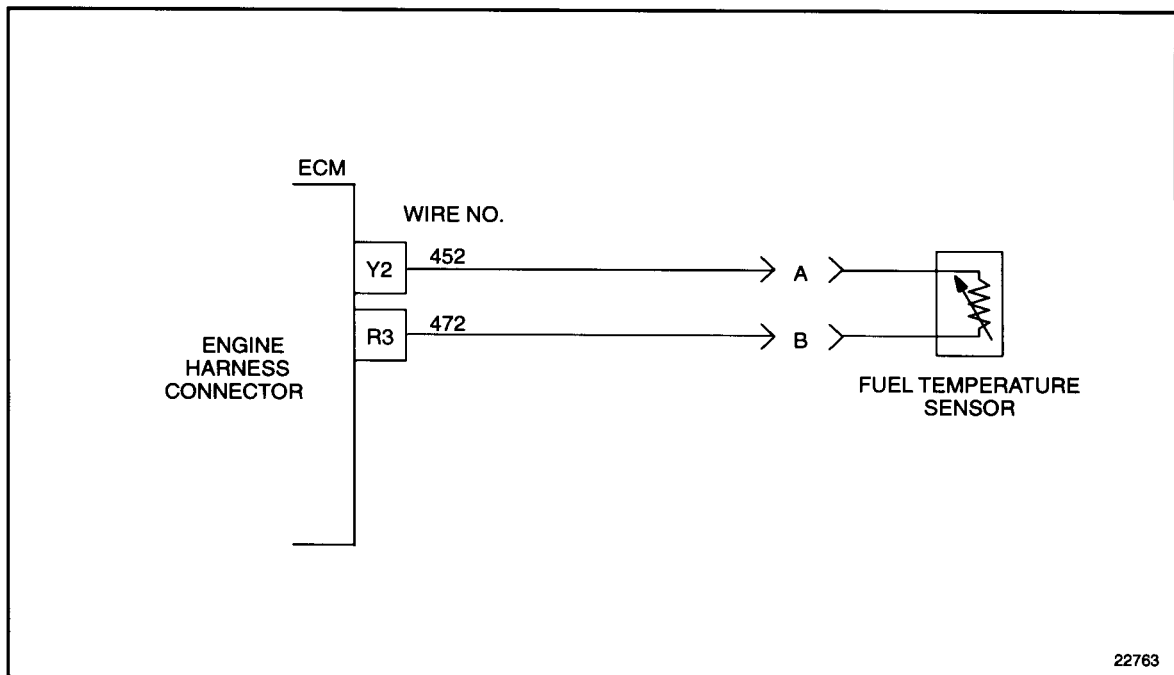 ECM
WIRE NO.
Y2
452
A
R3
472
B
ENGINE
HARNESS
CONNECTOR
FUEL TEMPERATURE
SENSOR
22763